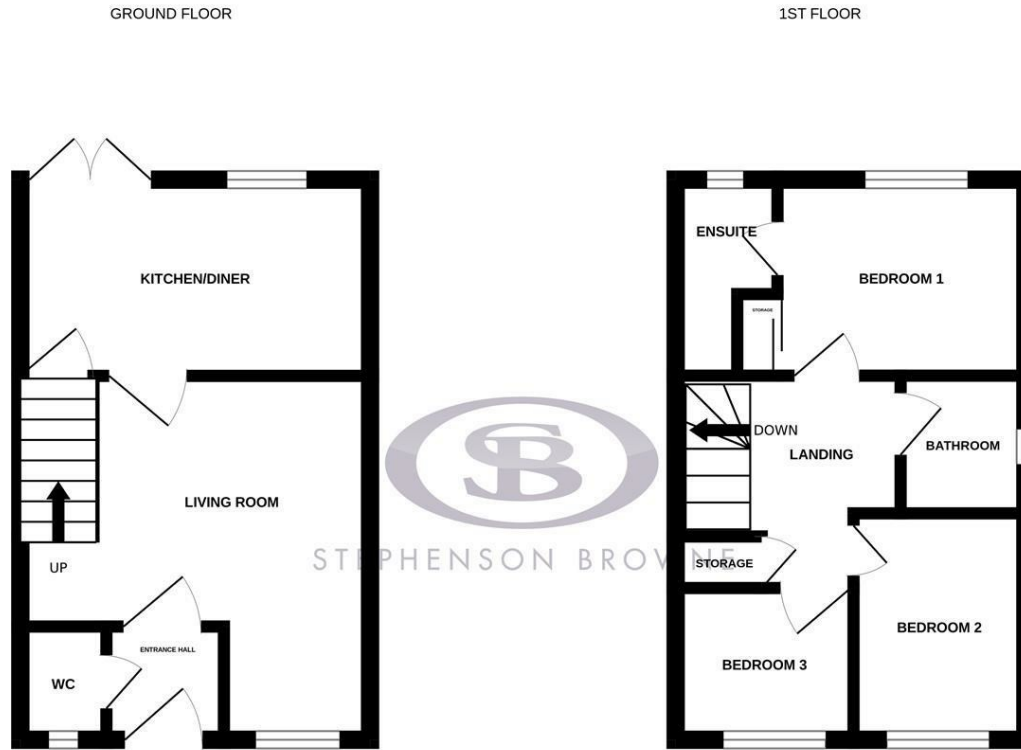 GROUND FLOOR
1ST FLOOR
KITCHEN/DINER
LIVING ROOM
UP
ENTRANCE HALL
WC
ENSUITE
BEDROOM 1
STORAGE
DOWN
LANDING
BATHROOM
STORAGE
BEDROOM 2
BEDROOM 3
SB
STEPHENSON BROWNE